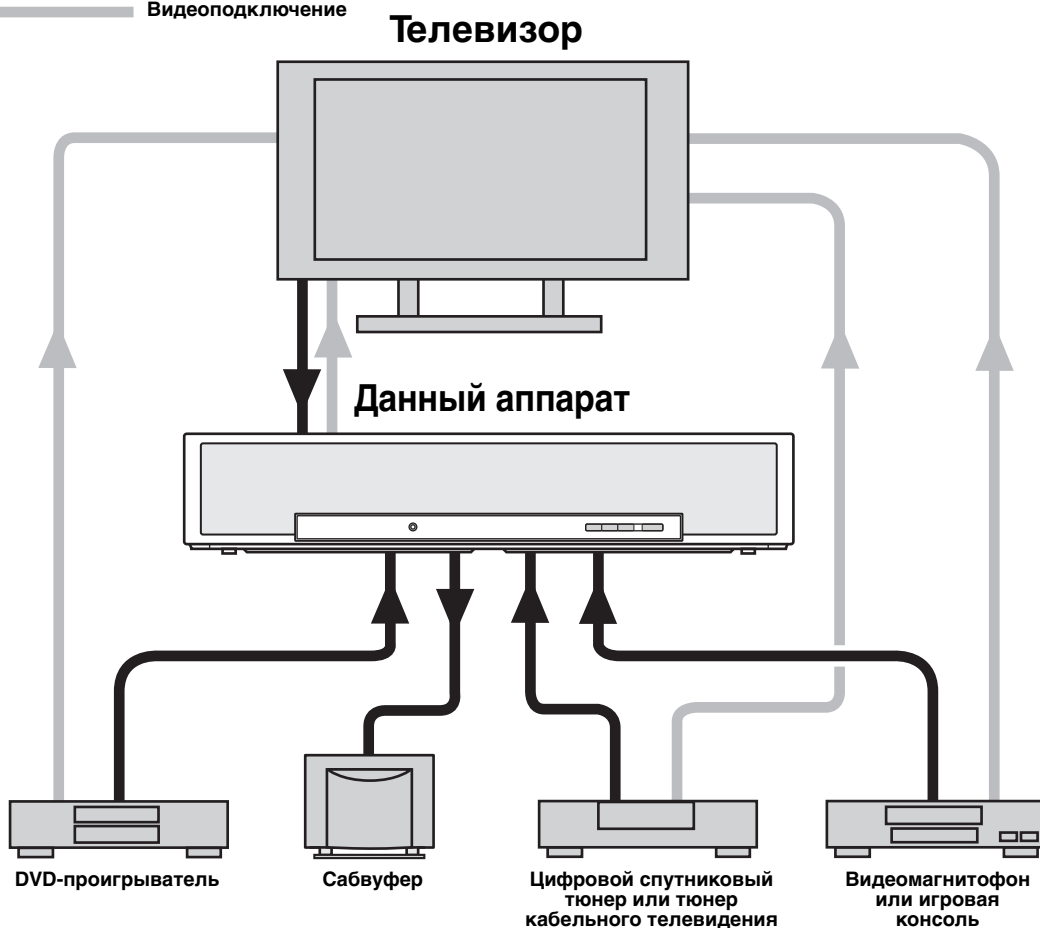 Видеоподключение
Телевизор
Данный аппарат
DVD-проигрыватель
Сабвуфер
Цифровой спутниковый
тюнер или тюнер
кабельного телевидения
Видеомагнитофон
или игровая
консоль